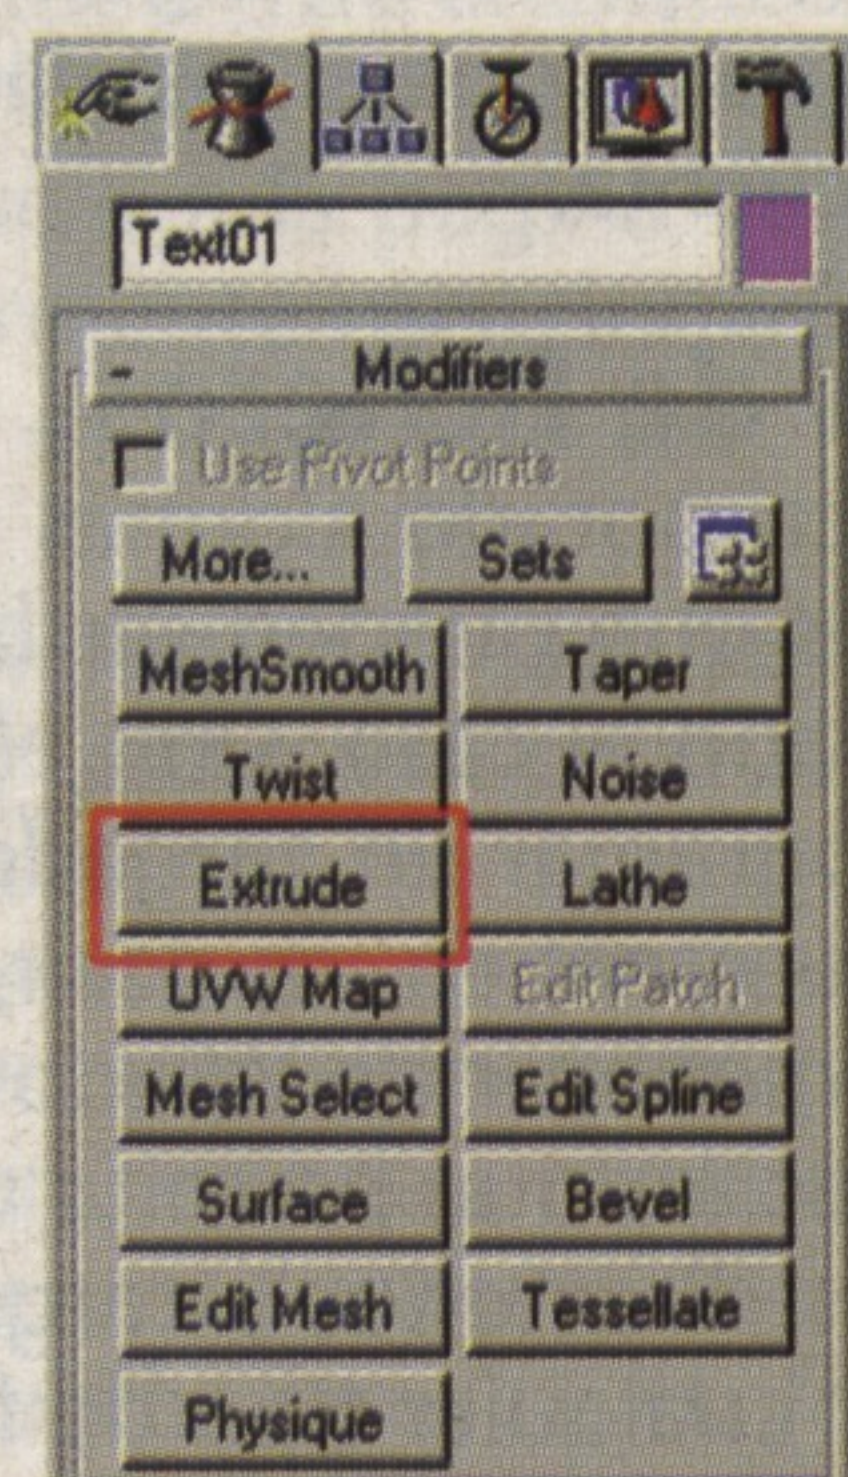 Text01
- Modifiers
Use Pivot Points
More... Sets
MeshSmooth Taper
Twist Noise
Extrude Lathe
UVW Map Edit Patch
Mesh Select Edit Spline
Surface Bevel
Edit Mesh Tessellate
Physique